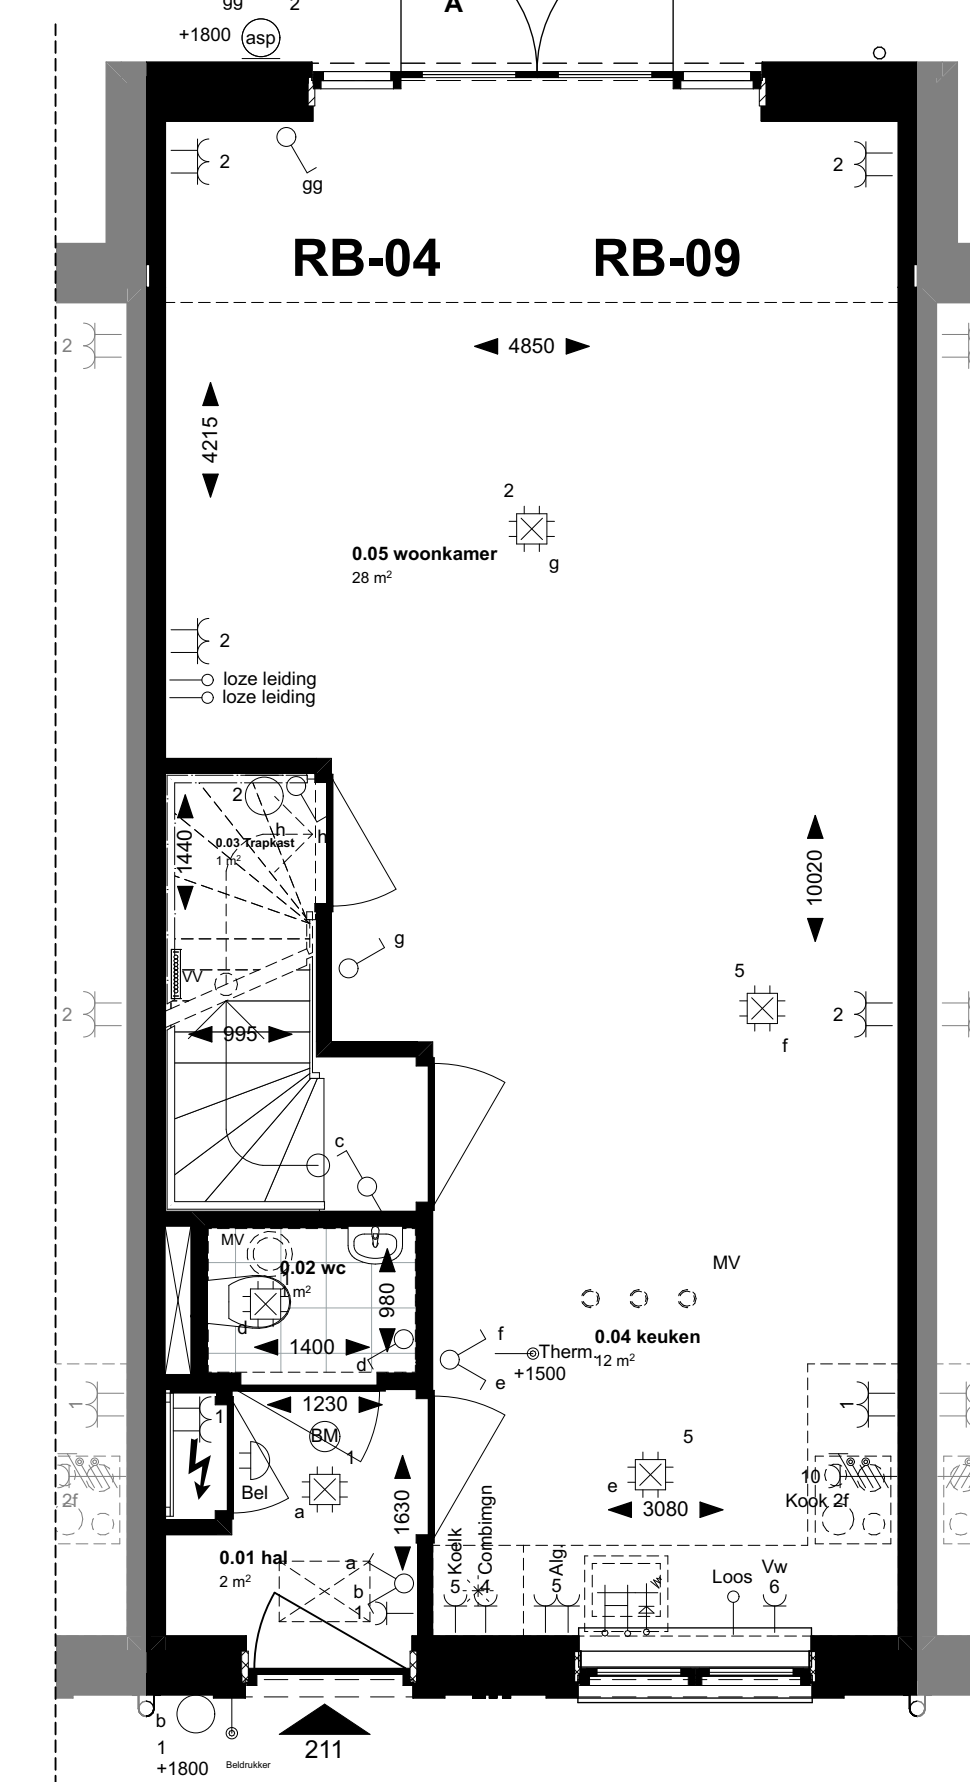 gg 2
A
+1800 asp
2
2
gg
RB-04 RB-09
4850
2
2
4215
2
0.05 woonkamer
28 m²
g
2
loze leiding
loze leiding
2
h
h
1440
0.03 Trapkast
1 m²
10020
g
VV
5
2
2
995
f
c
MV
0.02 wc
1 m²
980
d
1400
d
MV
f
Therm.
+1500
e
0.04 keuken
12 m²
1
1
1230
1
BM
1
Bel
a
1630
5
e
3080
10
Kook 2f
2f
0.01 hal
2 m²
a
b
1
Koelk
5
Combimgn
4
Alg.
5
Loos
Vw
6
b
1
+1800
Beldrukker
211